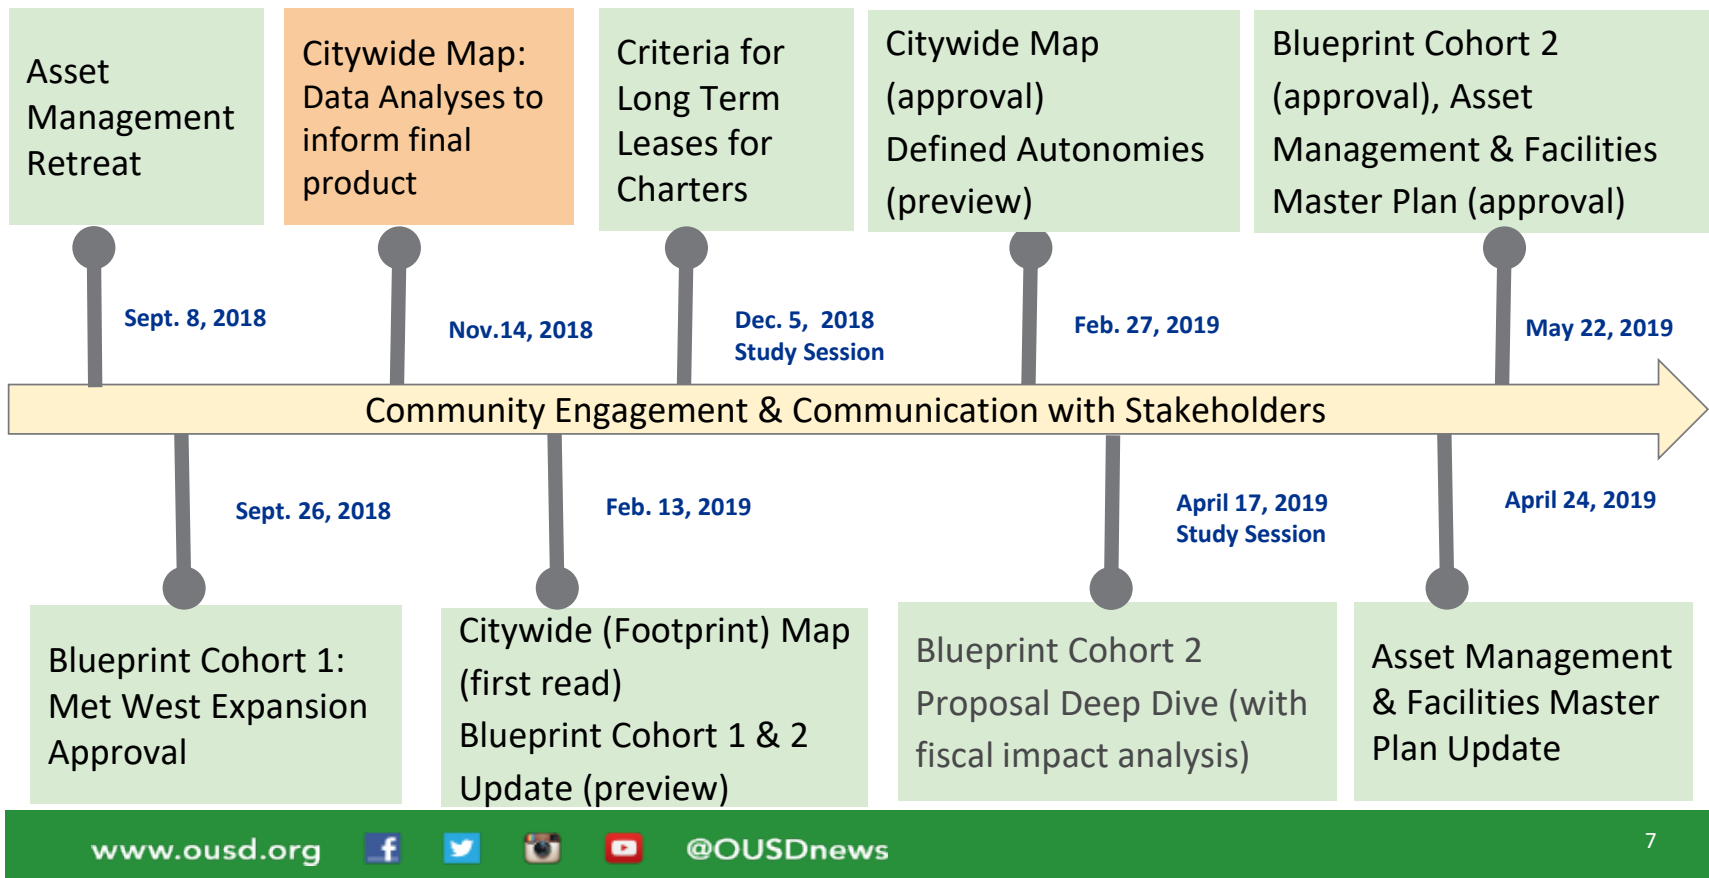 Asset
Management
Retreat
Citywide Map:
Data Analyses to
inform final
product
Criteria for
Long Term
Leases for
Charters
Citywide Map
(approval)
Defined Autonomies
(preview)
Blueprint Cohort 2
(approval), Asset
Management & Facilities
Master Plan (approval)
Sept. 8, 2018
Nov.14, 2018
Dec. 5, 2018
Study Session
Feb. 27, 2019
May 22, 2019
Community Engagement & Communication with Stakeholders
Sept. 26, 2018
Feb. 13, 2019
April 17, 2019
Study Session
April 24, 2019
Blueprint Cohort 1:
Met West Expansion
Approval
Citywide (Footprint) Map
(first read)
Blueprint Cohort 1 & 2
Update (preview)
Blueprint Cohort 2
Proposal Deep Dive (with
fiscal impact analysis)
Asset Management
& Facilities Master
Plan Update
www.ousd.org
@OUSDnews
7